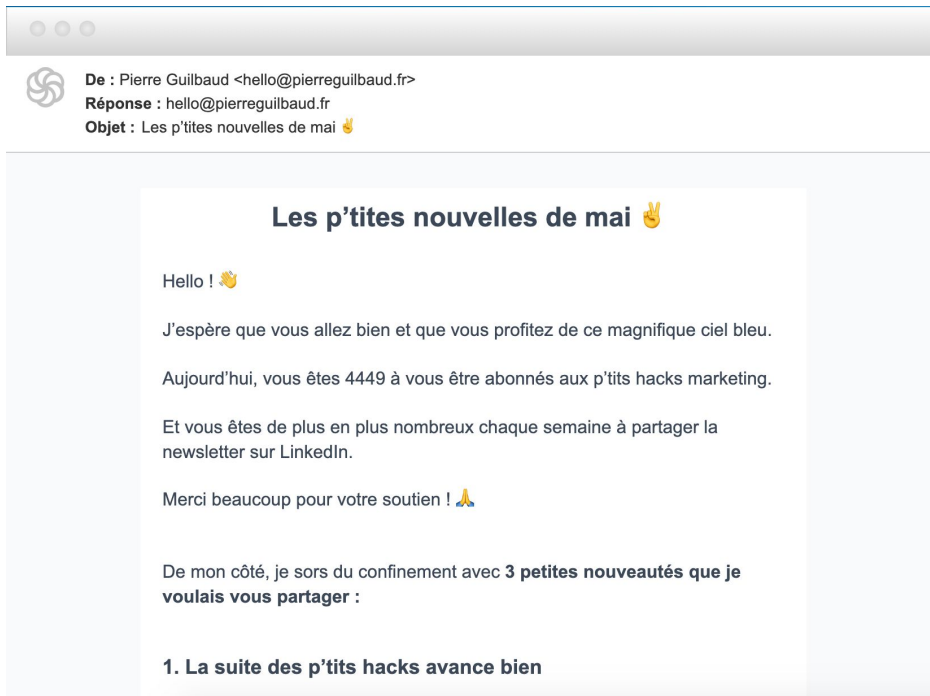 De : Pierre Guilbaud <hello@pierreguilbaud.fr>
Réponse : hello@pierreguilbaud.fr
Objet : Les p’tites nouvelles de mai ✌️
Les p’tites nouvelles de mai ✌️
Hello ! 👋
J’espère que vous allez bien et que vous profitez de ce magnifique ciel bleu.
Aujourd’hui, vous êtes 4449 à vous être abonnés aux p’tits hacks marketing.
Et vous êtes de plus en plus nombreux chaque semaine à partager la
newsletter sur LinkedIn.
Merci beaucoup pour votre soutien ! 🙏
De mon côté, je sors du confinement avec 3 petites nouveautés que je
voulais vous partager :
1. La suite des p’tits hacks avance bien